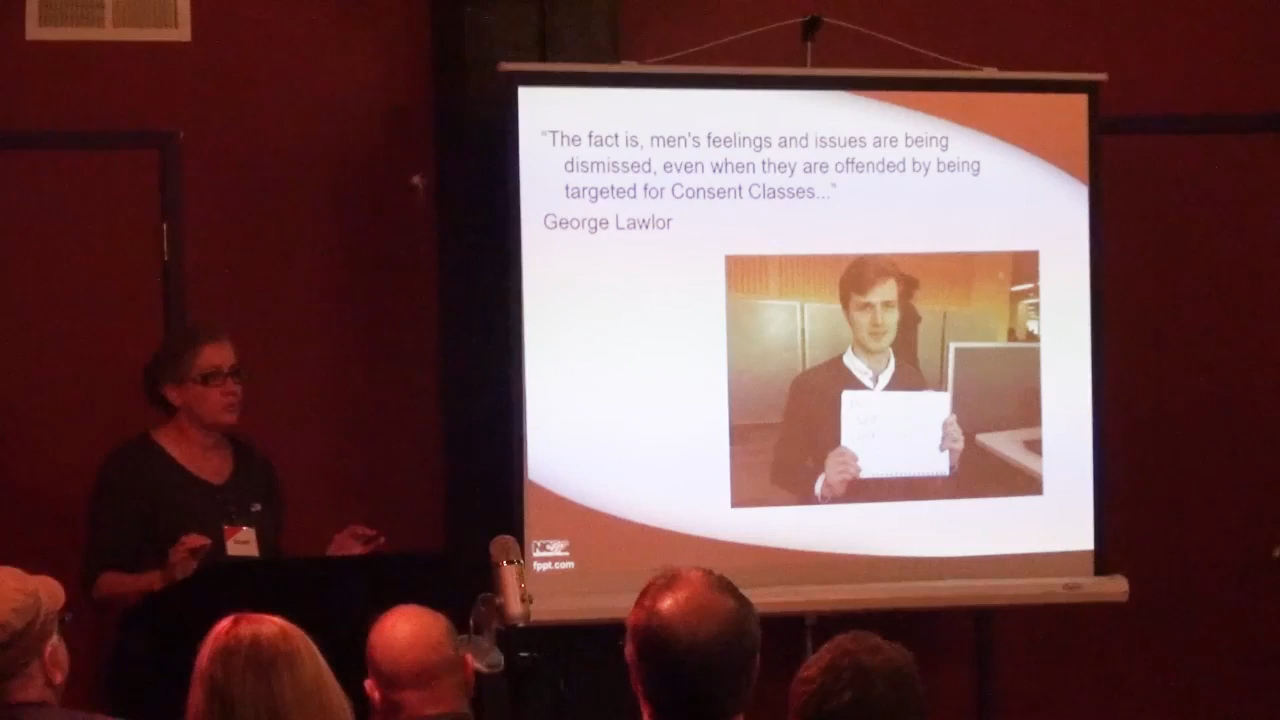 “The fact is, men's feelings and issues are being
dismissed, even when they are offended by being
targeted for Consent Classes...”
George Lawlor
fppt.com